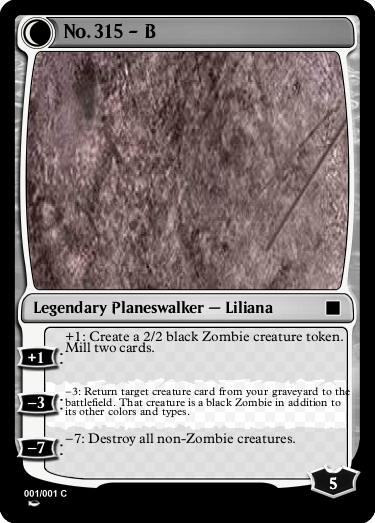 No. 315 – B
Legendary Planeswalker — Liliana
+1: Create a 2/2 black Zombie creature token.
Mill two cards.
+1
:
−3: Return target creature card from your graveyard to the
battlefield. That creature is a black Zombie in addition to
its other colors and types.
−3
:
−7: Destroy all non-Zombie creatures.
−7
:
5
001/001 C